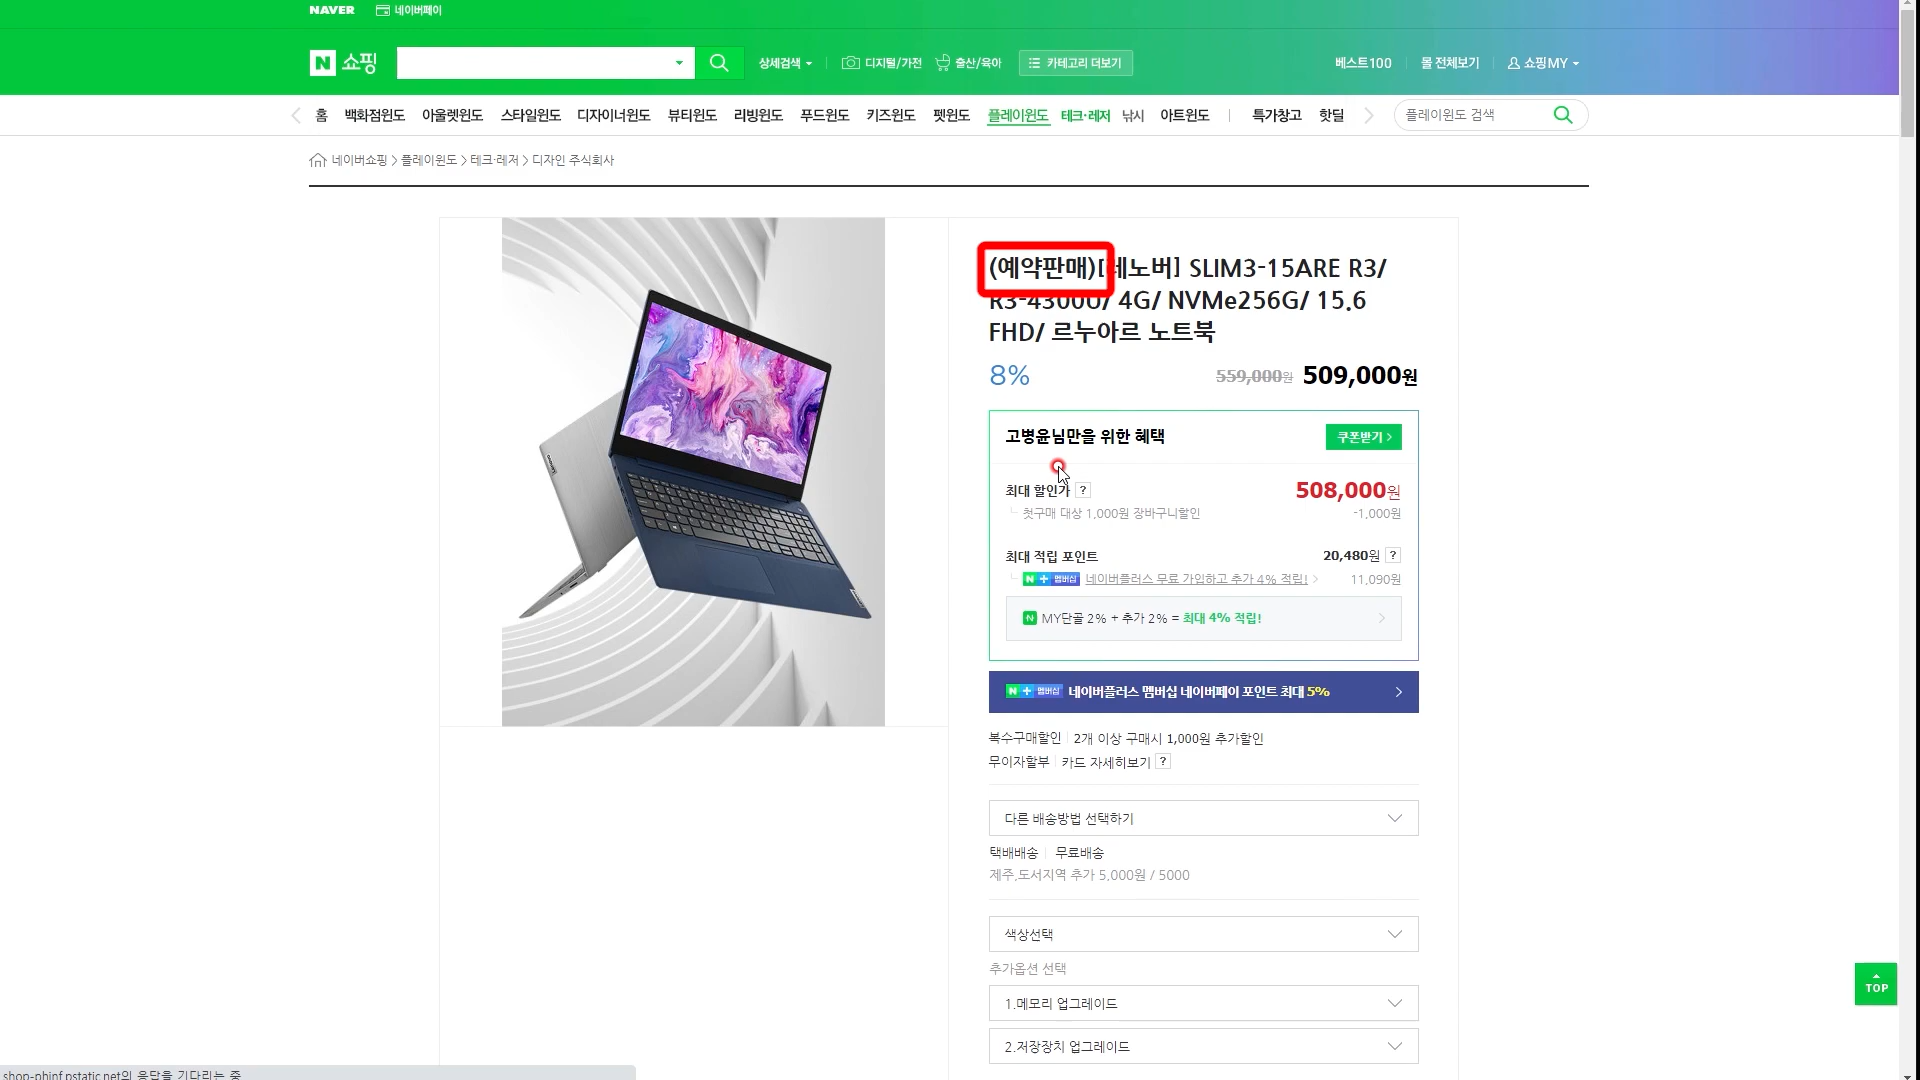 NAVER 네이버페이
N 쇼핑 상세검색 디지털/가전 출산/육아 카테고리 더보기 베스트100 몰 전체보기 쇼핑MY
홈 백화점윈도 아울렛윈도 스타일윈도 디자이너윈도 뷰티윈도 리빙윈도 푸드윈도 키즈윈도 펫윈도 플레이윈도 테크·레저 낚시 아트윈도 특가창고 핫딜 플레이윈도 검색
네이버쇼핑 > 플레이윈도 > 테크·레저 > 디자인 주식회사
(예약판매)[레노버] SLIM3-15ARE R3/
R3-4300U/ 4G/ NVMe256G/ 15.6
FHD/ 르누아르 노트북
8% 559,000원 509,000원
고병윤님만을 위한 혜택 쿠폰받기 >
최대 할인가 ? 508,000원
첫구매 대상 1,000원 장바구니할인 -1,000원
최대 적립 포인트 20,480원 ?
N + 멤버십 네이버플러스 무료 가입하고 추가 4% 적립! > 11,090원
N MY단골 2% + 추가 2% = 최대 4% 적립!
N + 멤버십 네이버플러스 멤버십 네이버페이 포인트 최대 5%
복수구매할인 2개 이상 구매시 1,000원 추가할인
무이자할부 카드 자세히보기 ?
다른 배송방법 선택하기
택배배송 무료배송
제주,도서지역 추가 5,000원 / 5000
색상선택
추가옵션 선택
1.메모리 업그레이드
2.저장장치 업그레이드
TOP
shop-phinf.pstatic.net의 응답을 기다리는 중